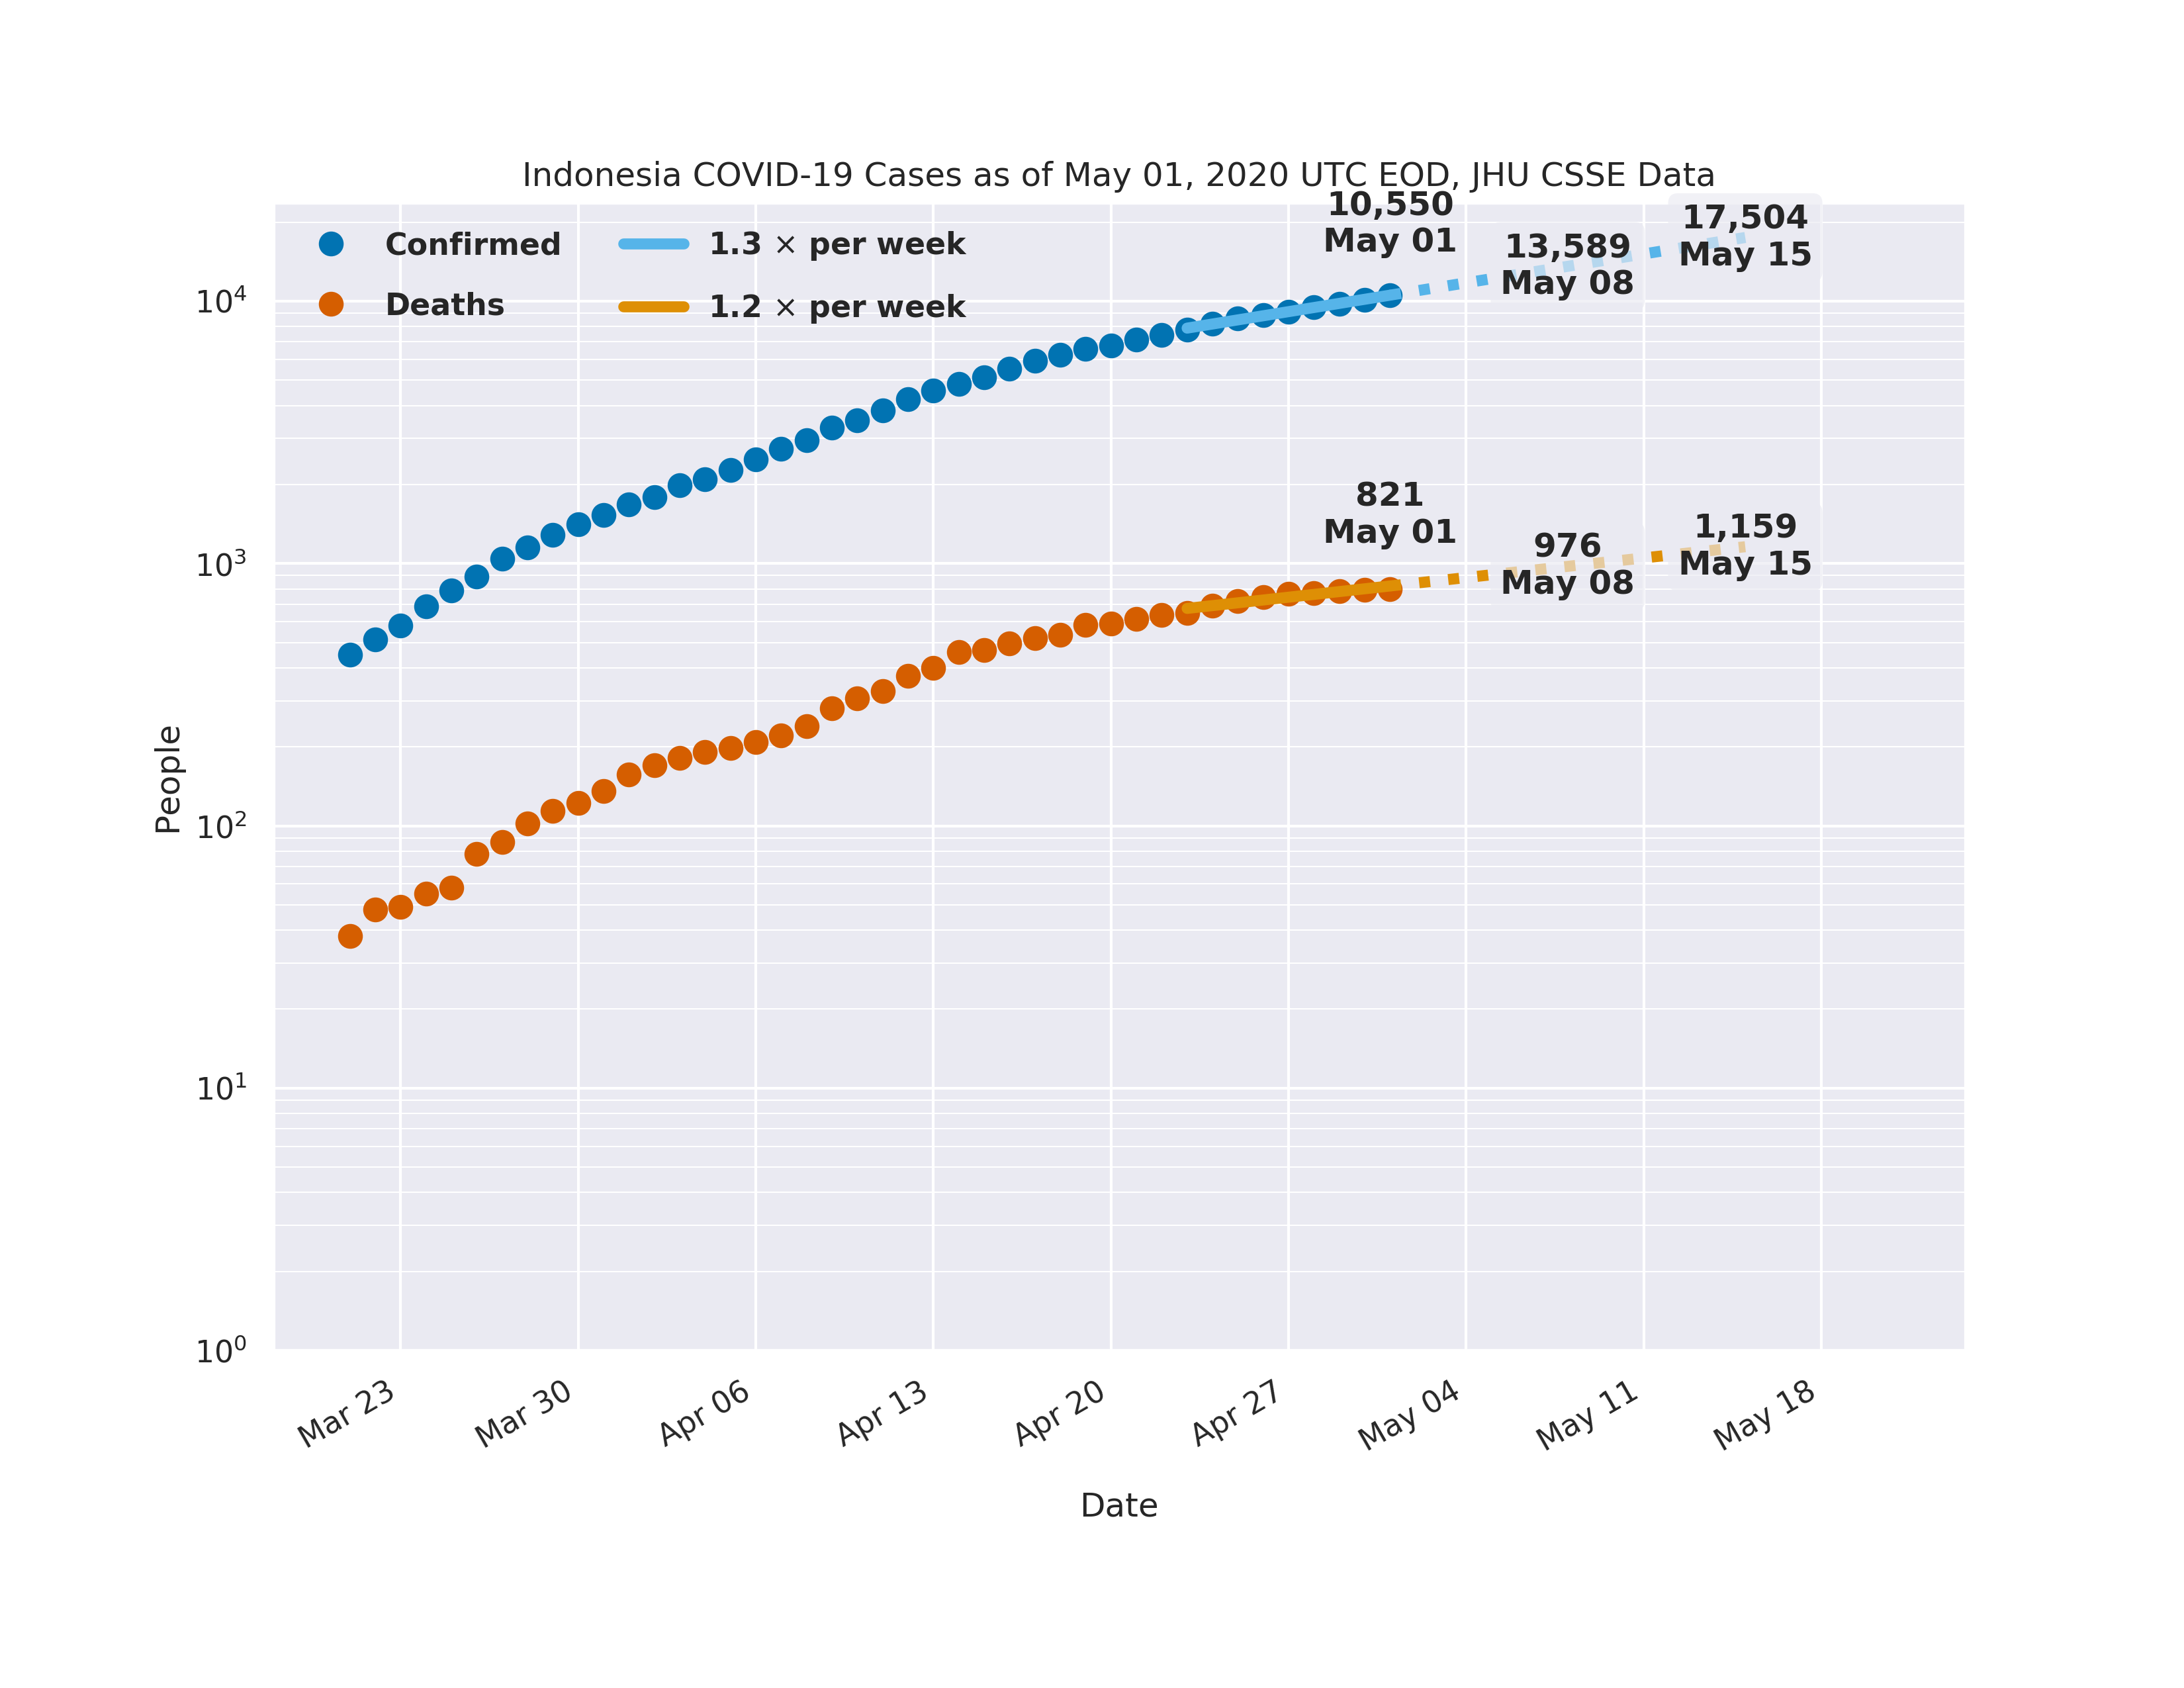 Indonesia COVID-19 Cases as of May 01, 2020 UTC EOD, JHU CSSE Data
Confirmed
Deaths
1.3 × per week
1.2 × per week
10,550
May 01
13,589
May 08
17,504
May 15
821
May 01
976
May 08
1,159
May 15
People
10⁴
10³
10²
10¹
10⁰
Mar 23
Mar 30
Apr 06
Apr 13
Apr 20
Apr 27
May 04
May 11
May 18
Date